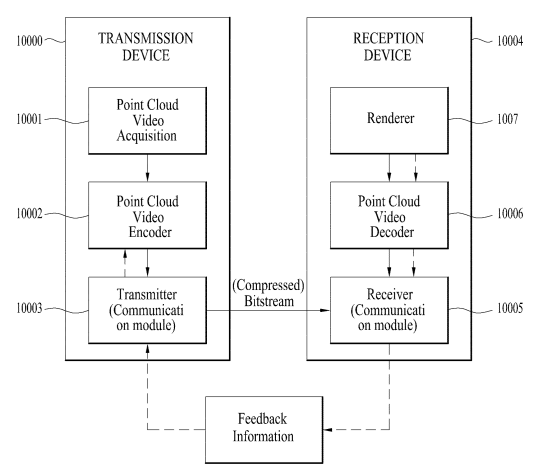 10000
TRANSMISSION
DEVICE
10001
Point Cloud
Video
Acquisition
10002
Point Cloud
Video
Encoder
10003
Transmitter
(Communicati
on module)
(Compressed)
Bitstream
RECEPTION
DEVICE
10004
Renderer
1007
Point Cloud
Video
Decoder
10006
Receiver
(Communicati
on module)
10005
Feedback
Information